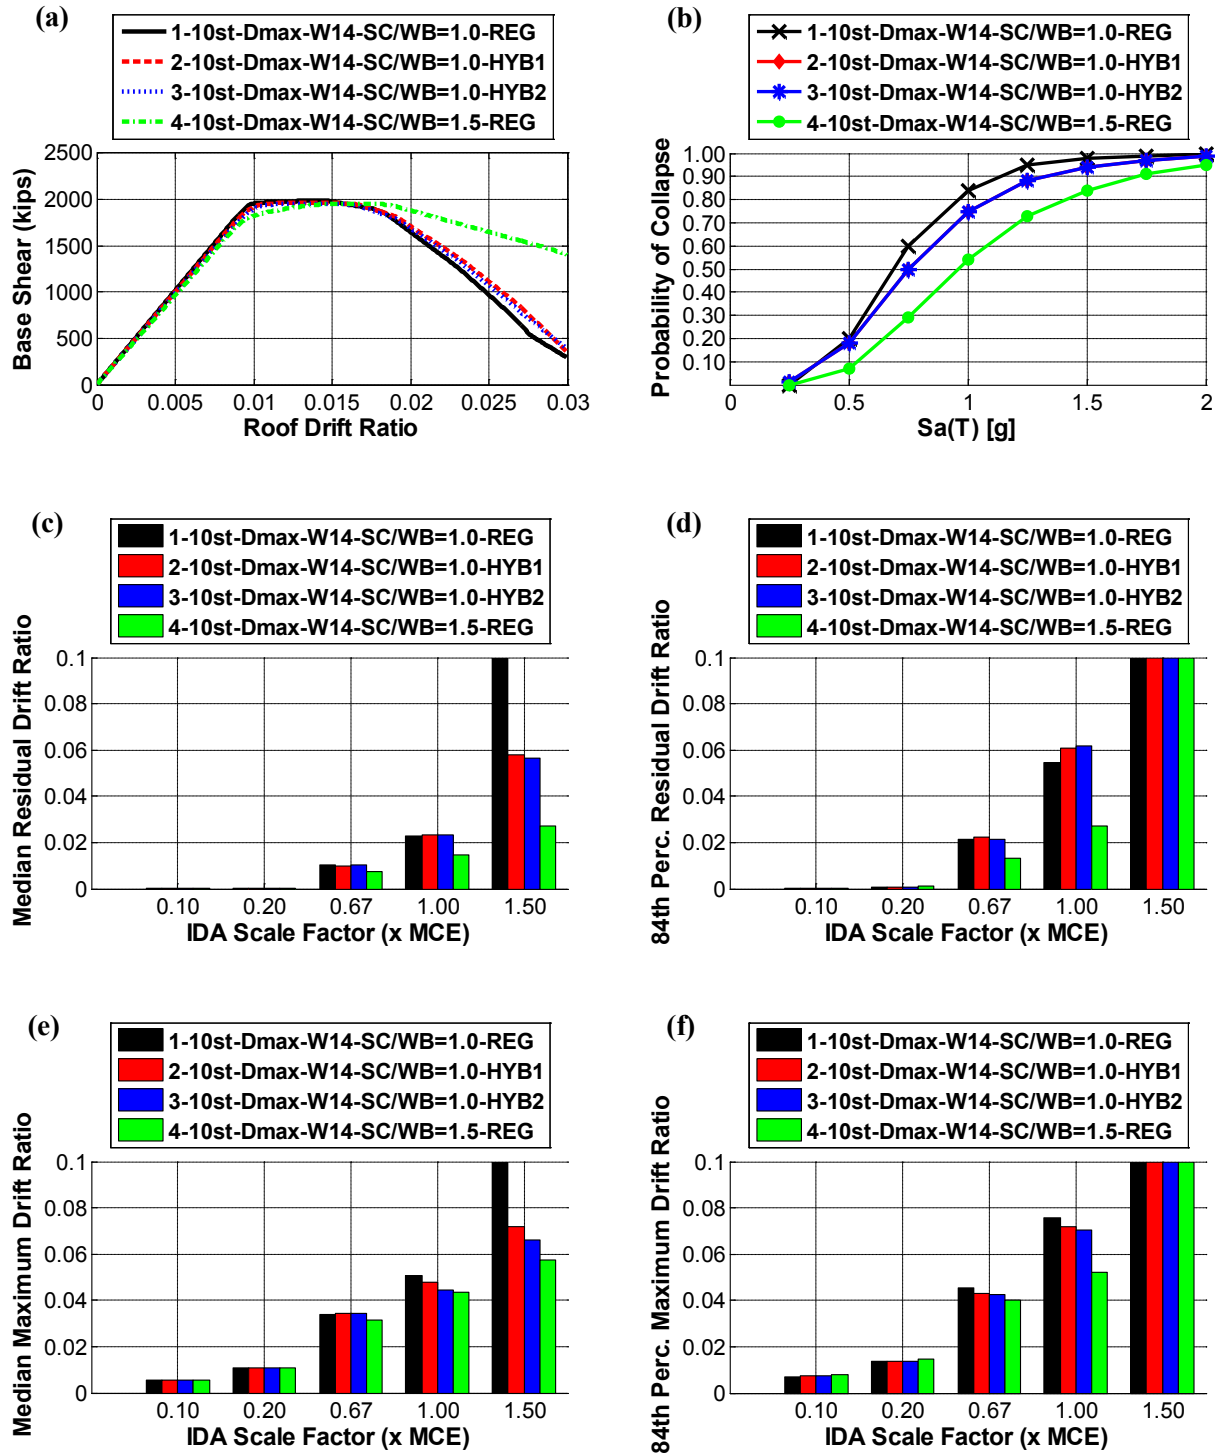 (a)
1-10st-Dmax-W14-SC/WB=1.0-REG
2-10st-Dmax-W14-SC/WB=1.0-HYB1
3-10st-Dmax-W14-SC/WB=1.0-HYB2
4-10st-Dmax-W14-SC/WB=1.5-REG
Base Shear (kips)
2500
2000
1500
1000
500
0
0 0.005 0.01 0.015 0.02 0.025 0.03
Roof Drift Ratio
(b)
1-10st-Dmax-W14-SC/WB=1.0-REG
2-10st-Dmax-W14-SC/WB=1.0-HYB1
3-10st-Dmax-W14-SC/WB=1.0-HYB2
4-10st-Dmax-W14-SC/WB=1.5-REG
Probability of Collapse
1.00
0.90
0.80
0.70
0.60
0.50
0.40
0.30
0.20
0.10
0 0.5 1 1.5 2
Sa(T) [g]
(c)
1-10st-Dmax-W14-SC/WB=1.0-REG
2-10st-Dmax-W14-SC/WB=1.0-HYB1
3-10st-Dmax-W14-SC/WB=1.0-HYB2
4-10st-Dmax-W14-SC/WB=1.5-REG
Median Residual Drift Ratio
0.1
0.08
0.06
0.04
0.02
0
0.10 0.20 0.67 1.00 1.50
IDA Scale Factor (x MCE)
(d)
1-10st-Dmax-W14-SC/WB=1.0-REG
2-10st-Dmax-W14-SC/WB=1.0-HYB1
3-10st-Dmax-W14-SC/WB=1.0-HYB2
4-10st-Dmax-W14-SC/WB=1.5-REG
84th Perc. Residual Drift Ratio
0.1
0.08
0.06
0.04
0.02
0
0.10 0.20 0.67 1.00 1.50
IDA Scale Factor (x MCE)
(e)
1-10st-Dmax-W14-SC/WB=1.0-REG
2-10st-Dmax-W14-SC/WB=1.0-HYB1
3-10st-Dmax-W14-SC/WB=1.0-HYB2
4-10st-Dmax-W14-SC/WB=1.5-REG
Median Maximum Drift Ratio
0.1
0.08
0.06
0.04
0.02
0
0.10 0.20 0.67 1.00 1.50
IDA Scale Factor (x MCE)
(f)
1-10st-Dmax-W14-SC/WB=1.0-REG
2-10st-Dmax-W14-SC/WB=1.0-HYB1
3-10st-Dmax-W14-SC/WB=1.0-HYB2
4-10st-Dmax-W14-SC/WB=1.5-REG
84th Perc. Maximum Drift Ratio
0.1
0.08
0.06
0.04
0.02
0
0.10 0.20 0.67 1.00 1.50
IDA Scale Factor (x MCE)